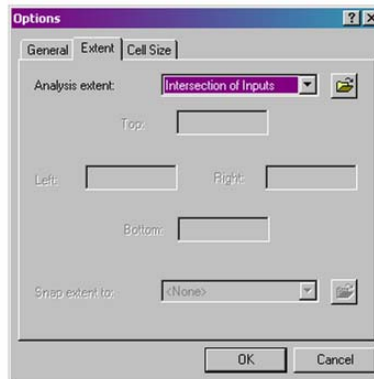 Options
General Extent Cell Size
Analysis extent: Intersection of Inputs
Top:
Left: Right:
Bottom:
Snap extent to: <None>
OK Cancel